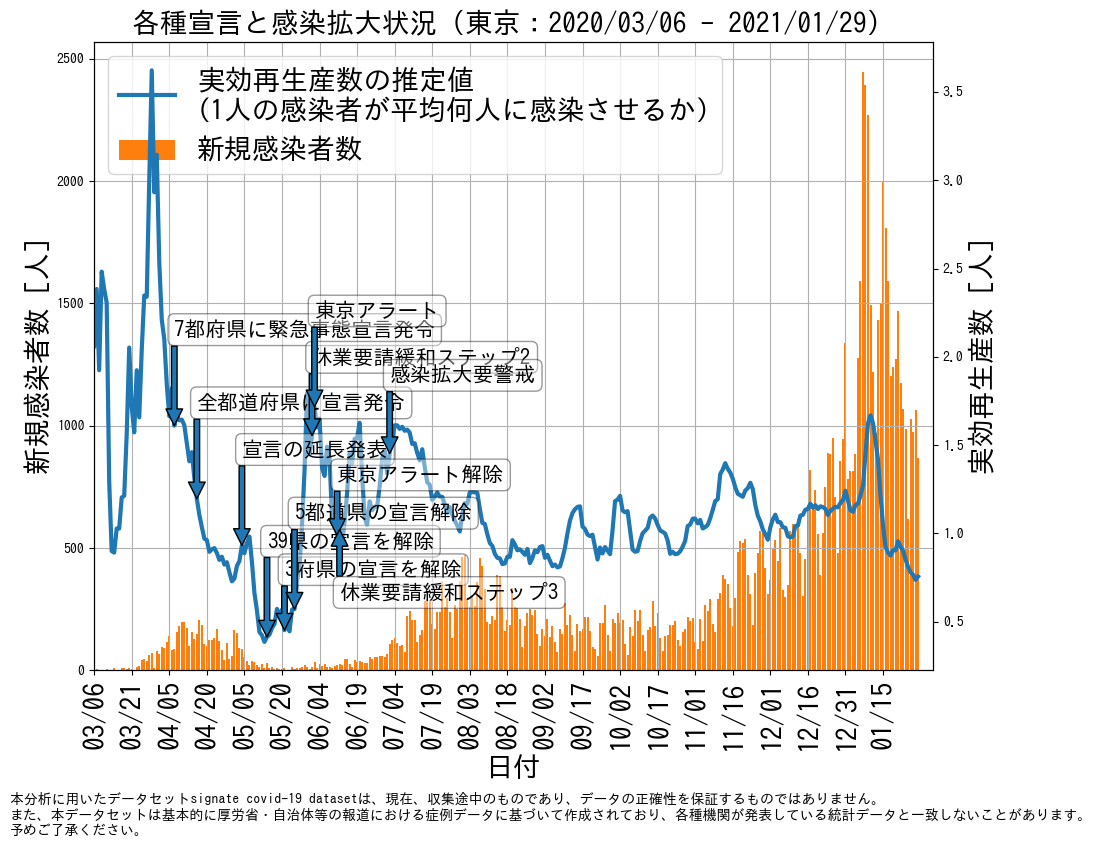 各種宣言と感染拡大状況（東京：2020/03/06 - 2021/01/29）
実効再生産数の推定値
(1人の感染者が平均何人に感染させるか)
新規感染者数
新規感染者数 [人]
2500
2000
1500
1000
500
0
実効再生産数 [人]
3.5
3.0
2.5
2.0
1.5
1.0
0.5
東京アラート
7都府県に緊急事態宣言発令
休業要請緩和ステップ2
感染拡大要警戒
全都道府県に宣言発令
宣言の延長発表
東京アラート解除
5都道県の宣言解除
39県の宣言を解除
3府県の宣言を解除
休業要請緩和ステップ3
03/06 03/21 04/05 04/20 05/05 05/20 06/04 06/19 07/04 07/19 08/03 08/18 09/02 09/17 10/02 10/17 11/01 11/16 12/01 12/16 12/31 01/15
日付
本分析に用いたデータセットsignate covid-19 datasetは、現在、収集途中のものであり、データの正確性を保証するものではありません。
また、本データセットは基本的に厚労省・自治体等の報道における症例データに基づいて作成されており、各種機関が発表している統計データと一致しないことがあります。
予めご了承ください。